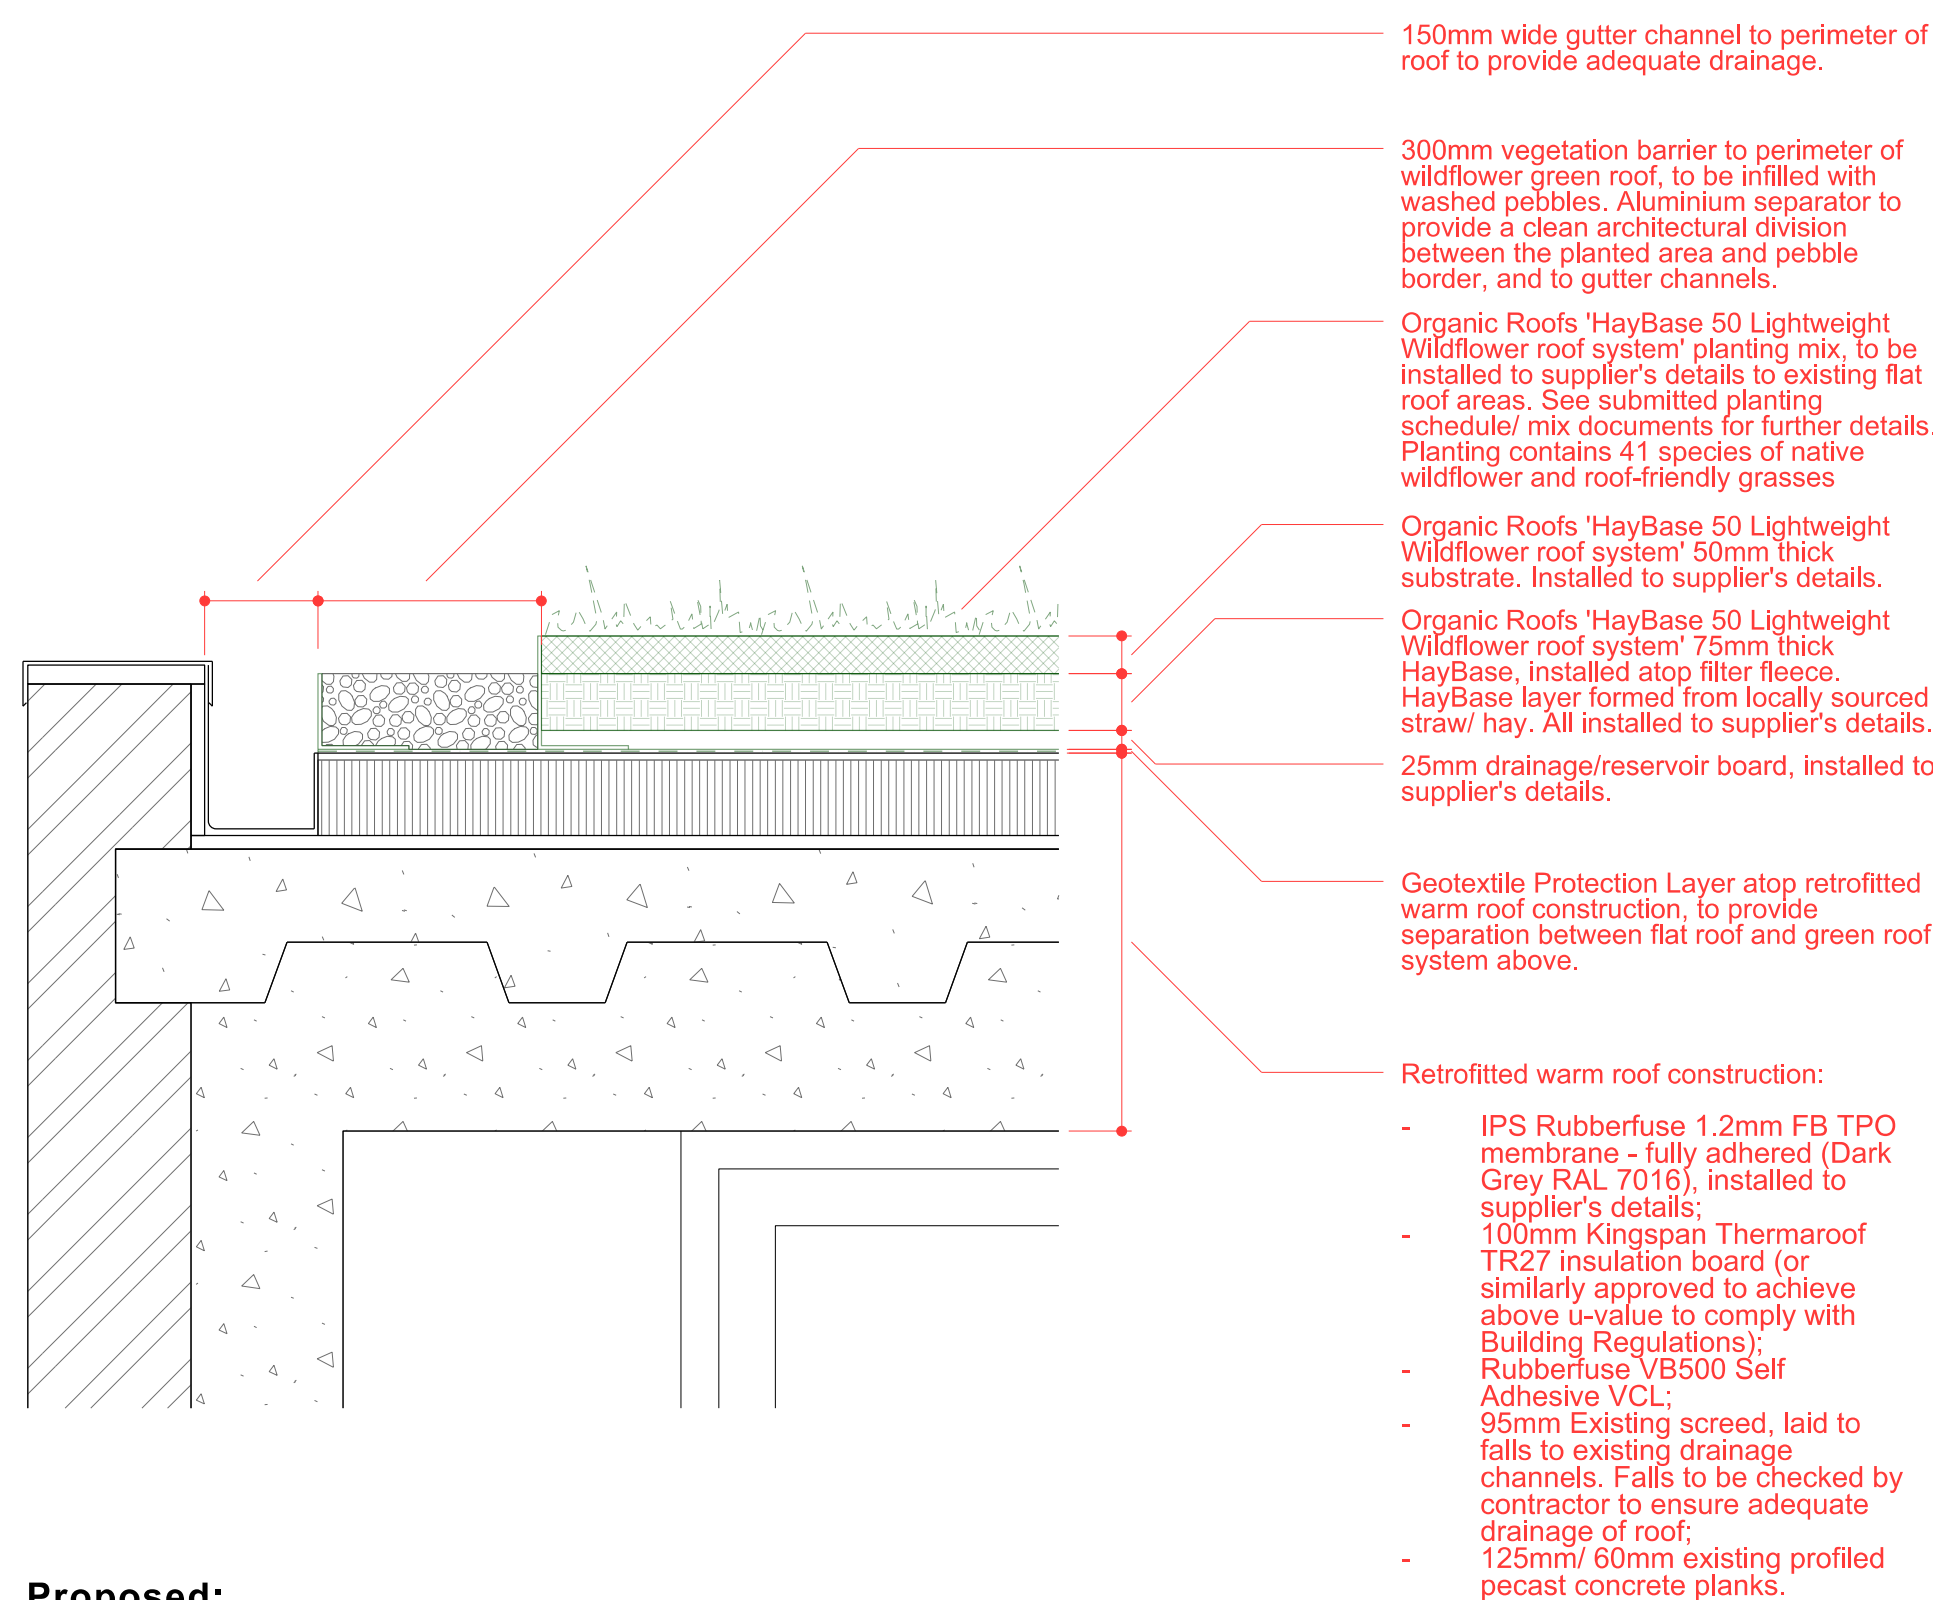 150mm wide gutter channel to perimeter of
roof to provide adequate drainage.
300mm vegetation barrier to perimeter of
wildflower green roof, to be infilled with
washed pebbles. Aluminium separator to
provide a clean architectural division
between the planted area and pebble
border, and to gutter channels.
Organic Roofs 'HayBase 50 Lightweight
Wildflower roof system' planting mix, to be
installed to supplier's details to existing flat
roof areas. See submitted planting
schedule/ mix documents for further details.
Planting contains 41 species of native
wildflower and roof-friendly grasses
Organic Roofs 'HayBase 50 Lightweight
Wildflower roof system' 50mm thick
substrate. Installed to supplier's details.
Organic Roofs 'HayBase 50 Lightweight
Wildflower roof system' 75mm thick
HayBase, installed atop filter fleece.
HayBase layer formed from locally sourced
straw/ hay. All installed to supplier's details.
25mm drainage/reservoir board, installed to
supplier's details.
Geotextile Protection Layer atop retrofitted
warm roof construction, to provide
separation between flat roof and green roof
system above.
Retrofitted warm roof construction:
- IPS Rubberfuse 1.2mm FB TPO
membrane - fully adhered (Dark
Grey RAL 7016), installed to
supplier's details;
- 100mm Kingspan Thermaroof
TR27 insulation board (or
similarly approved to achieve
above u-value to comply with
Building Regulations);
- Rubberfuse VB500 Self
Adhesive VCL;
- 95mm Existing screed, laid to
falls to existing drainage
channels. Falls to be checked by
contractor to ensure adequate
drainage of roof;
- 125mm/ 60mm existing profiled
pecast concrete planks.
Proposed: